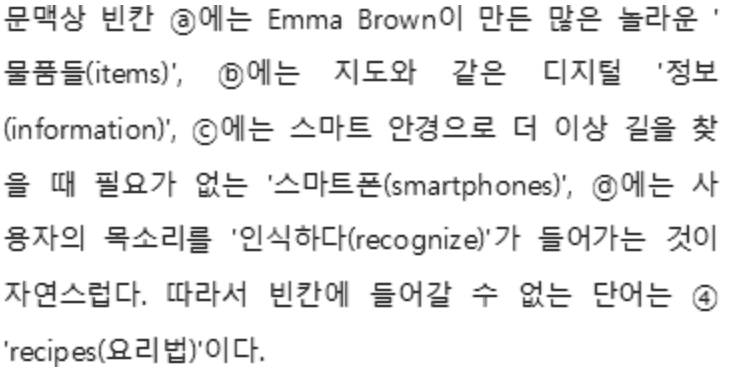 문맥상 빈칸 ⓐ에는 Emma Brown이 만든 많은 놀라운 '
물품들(items)', ⓑ에는 지도와 같은 디지털 '정보
(information)', ⓒ에는 스마트 안경으로 더 이상 길을 찾
을 때 필요가 없는 '스마트폰(smartphones)', ⓓ에는 사
용자의 목소리를 '인식하다(recognize)'가 들어가는 것이
자연스럽다. 따라서 빈칸에 들어갈 수 없는 단어는 ④
'recipes(요리법)'이다.